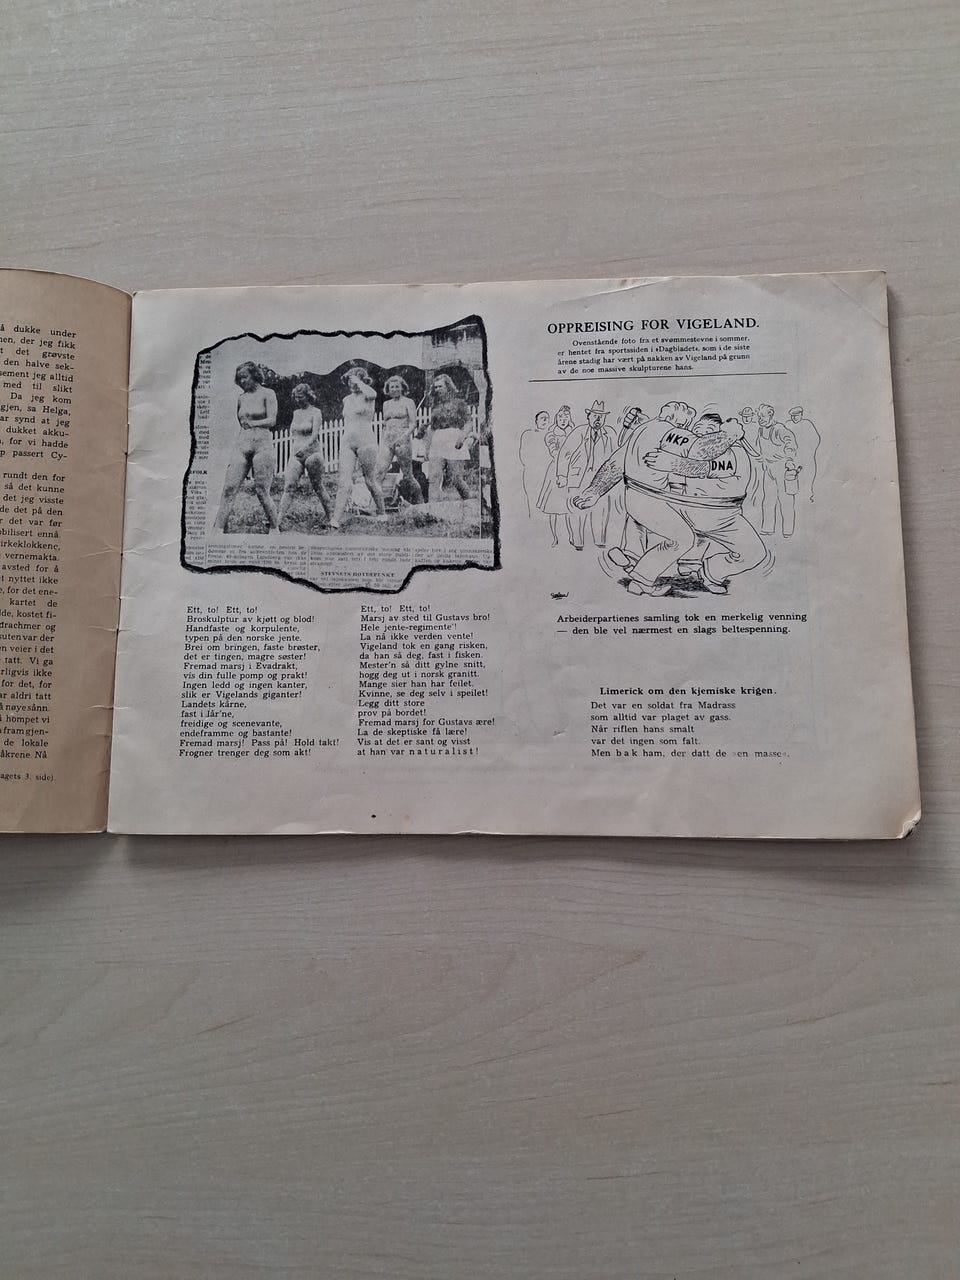 å dukke under
nen, der jeg fikk
t det grøvste
den halve sek-
sement jeg alltid
med til slikt
Da jeg kom
gjen, sa Helga,
ar synd at jeg
dukket akku-
n, for vi hadde
p passert Cy-
rundt den for
så det kunne
det jeg visste
de det på den
r det var før
obilisert ennå
irkeklokkene,
vernemakta.
avsted for å
t nyttet ikke
e, for det ene-
kartet de
lde, kostet fi-
drachmer og
suten var der
en veier i det
tatt. Vi ga
rligvis ikke
for det, for
ar aldri tatt
å nøye sånn.
å hompet vi
a fram gjen-
de lokale
åkrene. Nå
agets 3. side).
STEVNETS HØYDEPUNKT
Ett, to! Ett, to!
Broskulptur av kjøtt og blod!
Handfaste og korpulente,
typen på den norske jente.
Brei om bringen, faste brøster,
det er tingen, magre søster!
Fremad marsj i Evadrakt,
vis din fulle pomp og prakt!
Ingen ledd og ingen kanter,
slik er Vigelands giganter!
Landets kårne,
fast i lår'ne,
freidige og scenevante,
endeframme og bastante!
Fremad marsj! Pass på! Hold takt!
Frogner trenger deg som akt!
Ett, to! Ett, to!
Marsj av sted til Gustavs bro!
Hele jente-regimente'!
La nå ikke verden vente!
Vigeland tok en gang risken,
da han så deg, fast i fisken.
Mester'n så ditt gylne snitt,
hogg deg ut i norsk granitt.
Mange sier han har feilet.
Kvinne, se deg selv i speilet!
Legg ditt store
prov på bordet!
Fremad marsj for Gustavs ære!
La de skeptiske få lære!
Vis at det er sant og visst
at han var naturalist!
OPPREISING FOR VIGELAND.
Ovenstående foto fra et svømmestevne i sommer,
er hentet fra sportssiden i »Dagbladet«, som i de siste
årene stadig har vært på nakken av Vigeland på grunn
av de noe massive skulpturene hans.
NKP
DNA
Arbeiderpartienes samling tok en merkelig venning
— den ble vel nærmest en slags beltespenning.
Limerick om den kjemiske krigen.
Det var en soldat fra Madrass
som alltid var plaget av gass.
Når riflen hans smalt
var det ingen som falt.
Men bak ham, der datt de en masse.